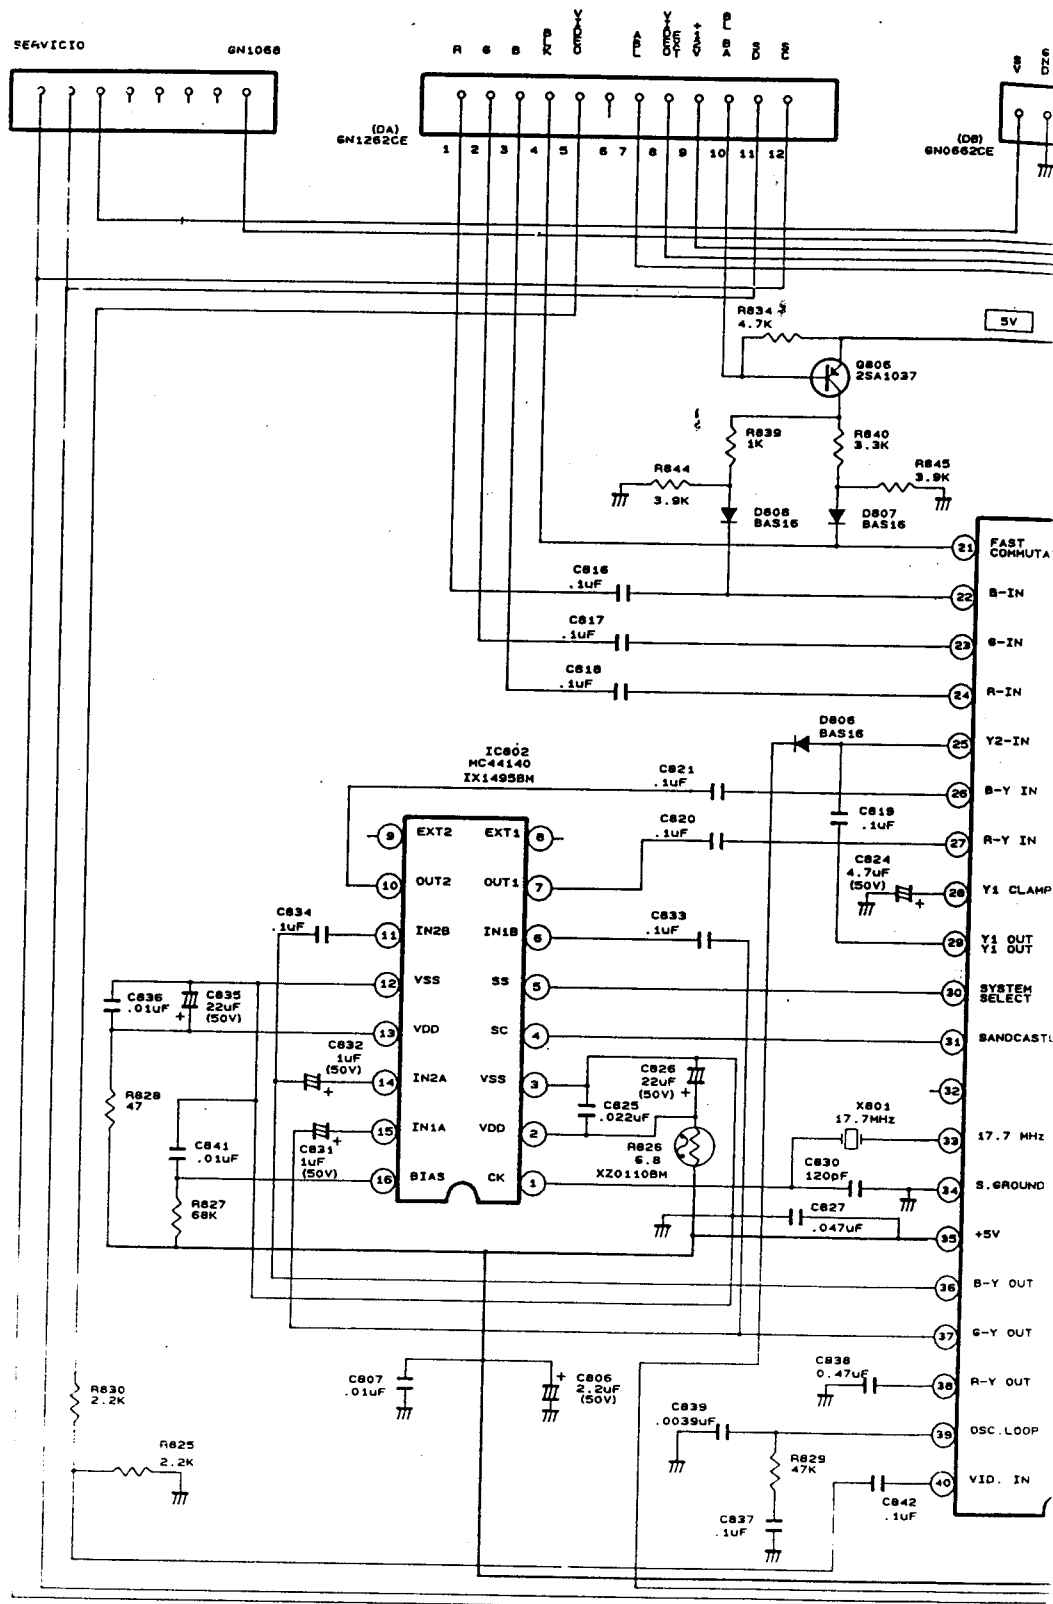 SERVICIO
GN1068
R
G
B
BLK
VIDEO
ABL
VIDEO EXT
+12V
BL BA
SD
SC
8V
GND
(DA)
GN1262CE
1 2 3 4 5 6 7 8 9 10 11 12
(DB)
GN0662CE
R834
4.7K
5V
Q805
2SA1037
R839
1K
R840
3.3K
R844
3.9K
R845
3.9K
D808
BAS16
D807
BAS16
21 FAST
COMMUTA
C816
.1uF
22 B-IN
C817
.1uF
23 G-IN
C818
.1uF
24 R-IN
D806
BAS16
25 Y2-IN
IC802
MC44140
IX1495BM
C821
.1uF
26 B-Y IN
C819
.1uF
C820
.1uF
27 R-Y IN
9 EXT2 EXT1 8
C824
4.7uF
(50V)
+
28 Y1 CLAMP
10 OUT2 OUT1 7
C834
.1uF
C833
.1uF
11 IN2B IN1B 6
29 Y1 OUT
Y1 OUT
12 VSS SS 5
30 SYSTEM
SELECT
C836
.01uF
C835
22uF
(50V)
+
13 VDD SC 4
31 SANDCASTL
C832
1uF
(50V)
+
14 IN2A VSS 3
C826
22uF
(50V)
+
32
R828
47
C825
.022uF
X801
17.7MHz
15 IN1A VDD 2
33 17.7 MHz
C841
.01uF
C831
1uF
(50V)
+
R826
6.8
XZ0110BM
C830
120pF
16 BIAS CK 1
34 S.GROUND
R827
68K
C827
.047uF
35 +5V
36 B-Y OUT
37 G-Y OUT
C807
.01uF
+
C806
2.2uF
(50V)
C838
0.47uF
38 R-Y OUT
R830
2.2K
C839
.0039uF
39 OSC.LOOP
R825
2.2K
R829
47K
40 VID. IN
C842
.1uF
C837
.1uF